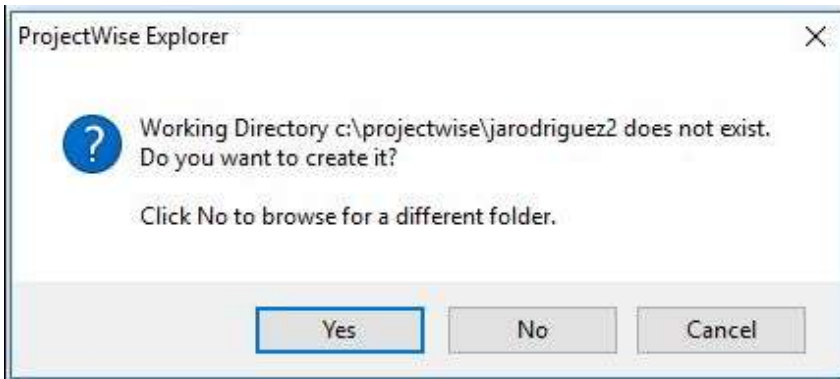 ProjectWise Explorer
Working Directory c:\projectwise\jarodriguez2 does not exist.
Do you want to create it?
Click No to browse for a different folder.
Yes
No
Cancel